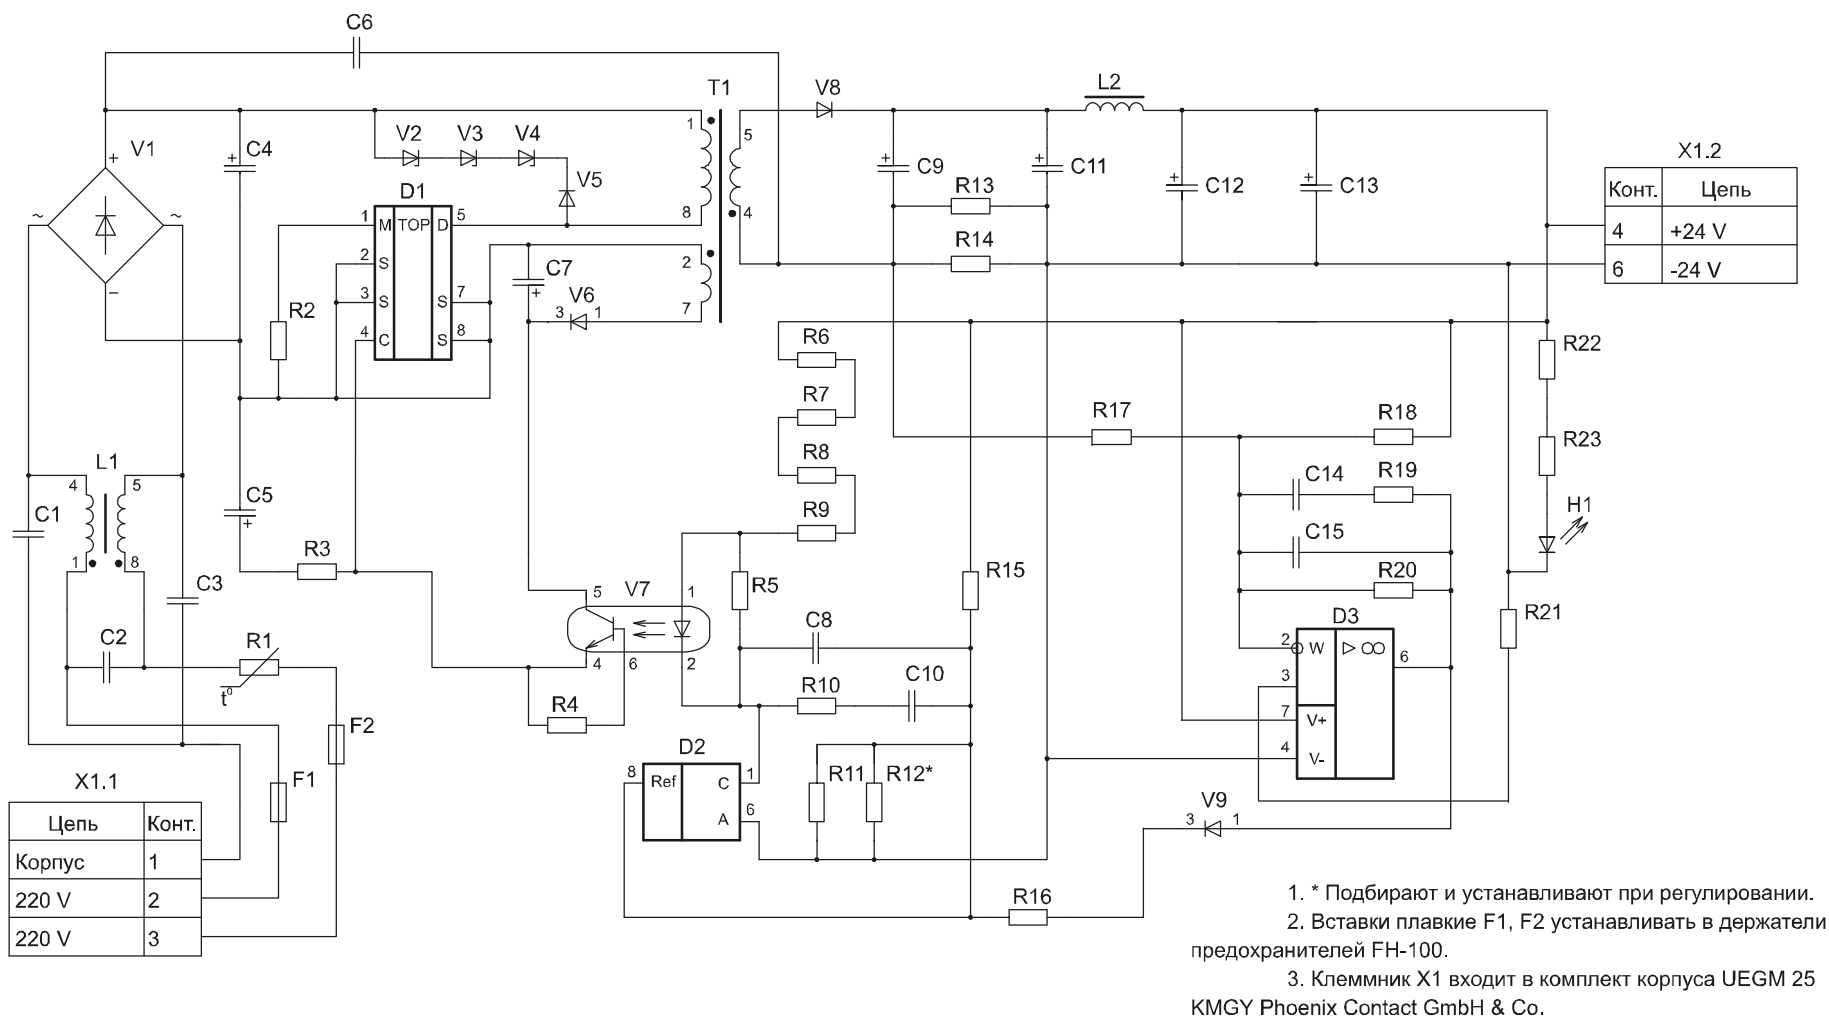 C6
T1
V8
L2
V1
+
−
~
~
+
C4
V2
V3
V4
V5
1
8
5
4
2
7
+
C9
+
C11
+
C12
+
C13
R13
R14
X1.2
Конт. Цепь
4 +24 V
6 -24 V
D1
1 M TOP D 5
2 S
3 S S 7
4 C S 8
R2
C7
+
V6
3 1
R6
R7
R8
R9
R22
R23
H1
R17
R18
C14
R19
C15
R20
L1
4
5
1
8
C1
C3
C5
+
R3
V7
5
1
4
6
2
R5
R15
C8
R10
C10
R4
C2
R1
t°
F2
F1
D3
2 W ▷ ∞ 6
3
7 V+
4 V-
R21
D2
8 Ref C 1
A 6
R11
R12*
V9
3 1
R16
X1.1
Цепь Конт.
Корпус 1
220 V 2
220 V 3
1. * Подбирают и устанавливают при регулировании.
2. Вставки плавкие F1, F2 устанавливать в держатели
предохранителей FH-100.
3. Клеммник X1 входит в комплект корпуса UEGM 25
KMGY Phoenix Contact GmbH & Co.